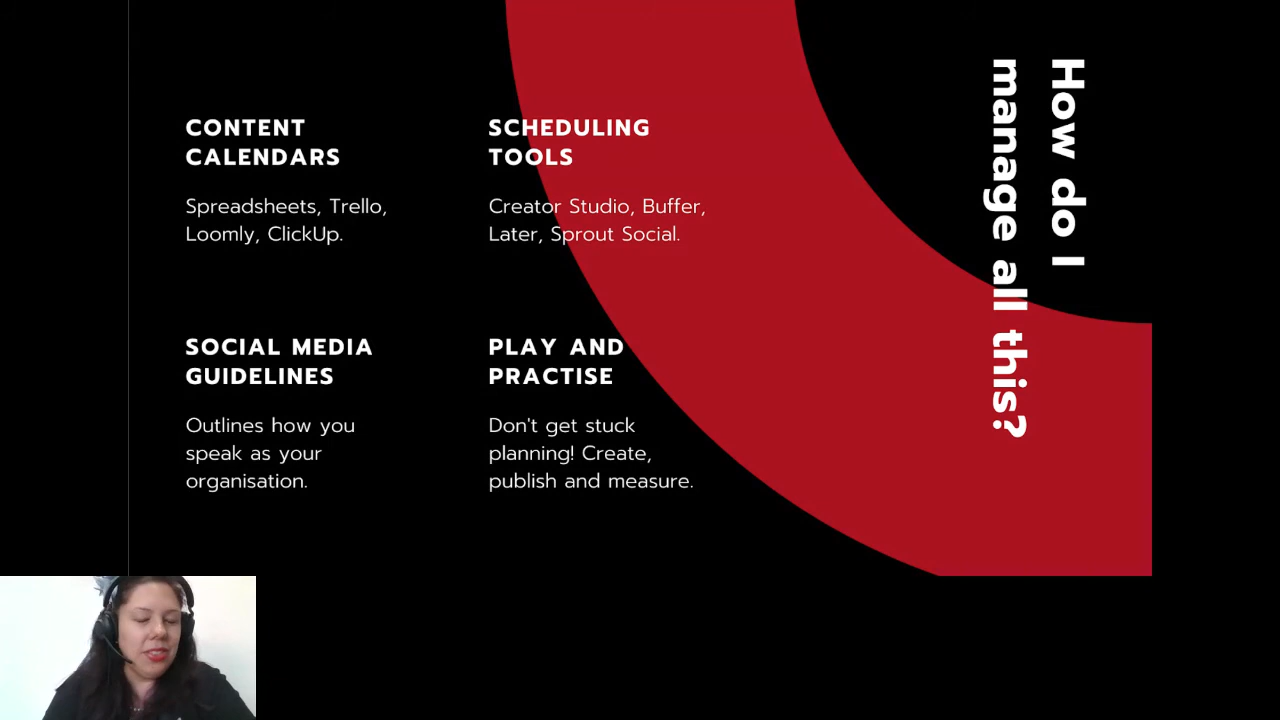 How do I
manage all this?
CONTENT
CALENDARS
Spreadsheets, Trello,
Loomly, ClickUp.
SCHEDULING
TOOLS
Creator Studio, Buffer,
Later, Sprout Social.
SOCIAL MEDIA
GUIDELINES
Outlines how you
speak as your
organisation.
PLAY AND
PRACTISE
Don't get stuck
planning! Create,
publish and measure.